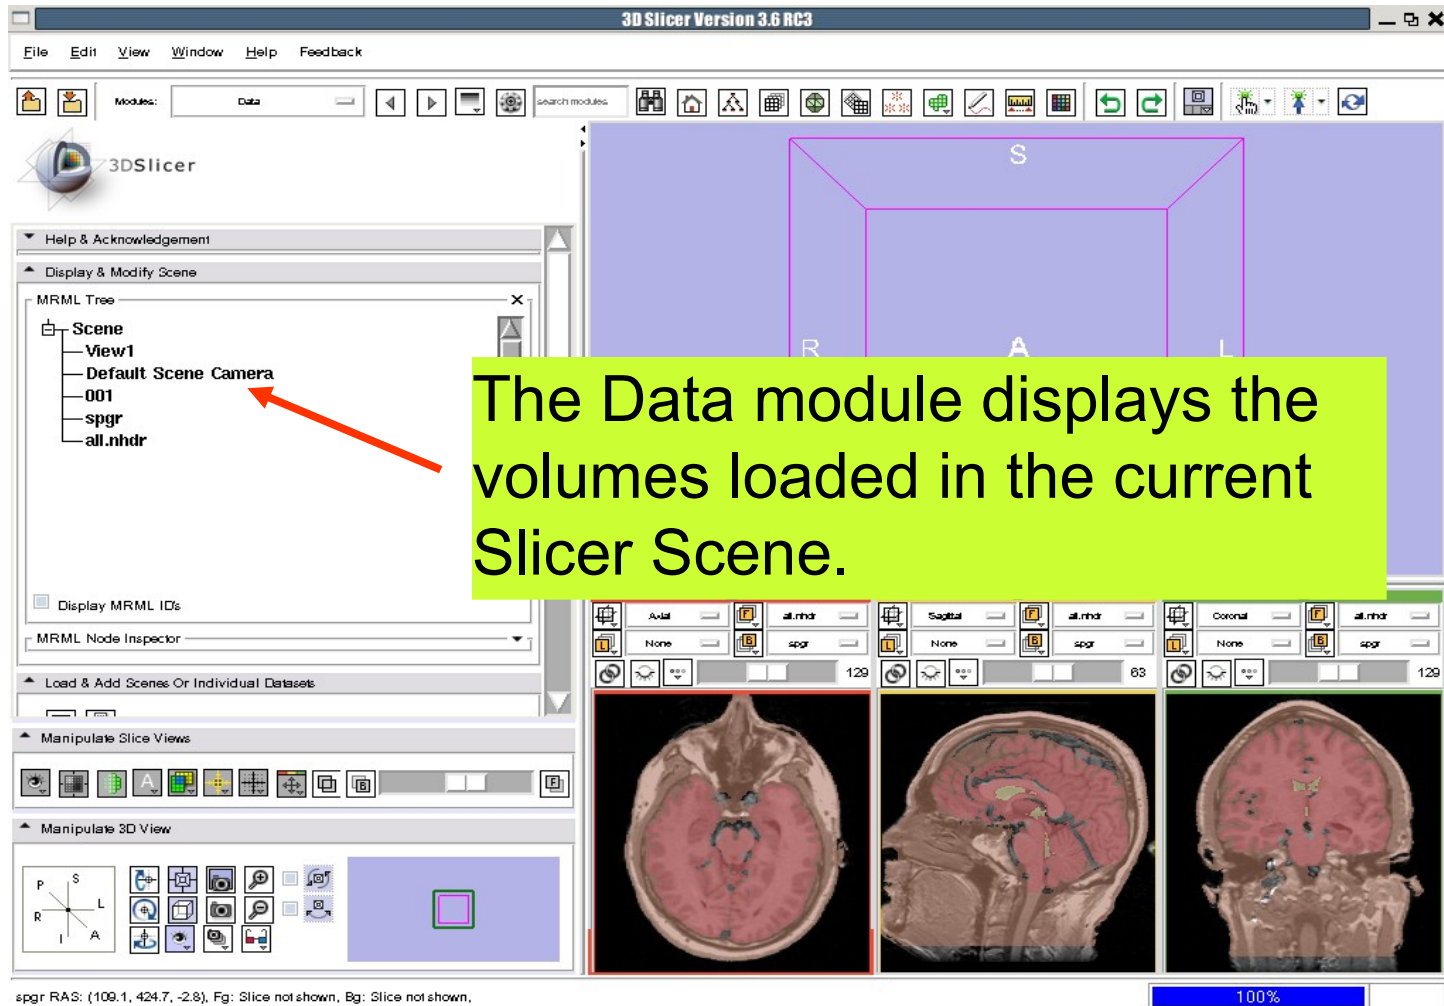 3D Slicer Version 3.6 RC3
File Edit View Window Help Feedback
Modules: Data search modules
3DSlicer
Help & Acknowledgement
Display & Modify Scene
MRML Tree
Scene
View1
Default Scene Camera
001
spgr
all.nhdr
Display MRML ID's
MRML Node Inspector
Load & Add Scenes Or Individual Datasets
Manipulate Slice Views
A B F
Manipulate 3D View
P S
R L
I A
S
R A L
The Data module displays the
volumes loaded in the current
Slicer Scene.
Axial F all.nhdr
L None B spgr
129
Sagittal F all.nhdr
L None B spgr
63
Coronal F all.nhdr
L None B spgr
129
spgr RAS: (109.1, 424.7, -2.8), Fg: Slice not shown, Bg: Slice not shown,
100%